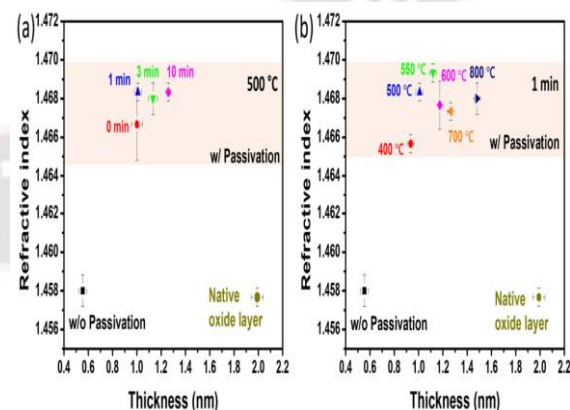 (a)
1.472
1.470
1.468
1.466
1.464
1.462
1.460
1.458
1.456
Refractive index
3 min 10 min
1 min
500 °C
0 min
w/ Passivation
w/o Passivation
Native
oxide layer
0.4 0.6 0.8 1.0 1.2 1.4 1.6 1.8 2.0 2.2
Thickness (nm)
(b)
1.472
1.470
1.468
1.466
1.464
1.462
1.460
1.458
1.456
Refractive index
550 °C
600 °C 800 °C
500 °C
1 min
700 °C
400 °C
w/ Passivation
w/o Passivation
Native
oxide layer
0.4 0.6 0.8 1.0 1.2 1.4 1.6 1.8 2.0 2.2
Thickness (nm)